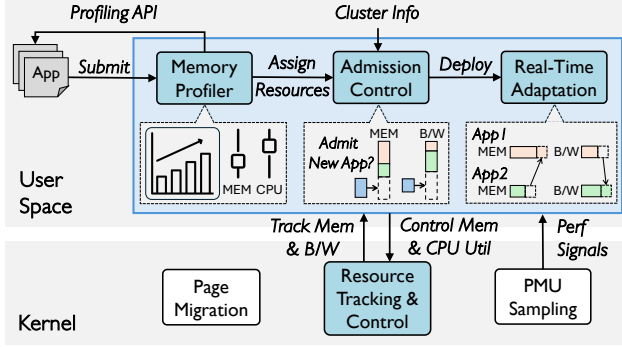 Profiling API
Cluster Info
App
Submit
Memory
Profiler
Assign
Resources
Admission
Control
Deploy
Real-Time
Adaptation
MEM CPU
Admit
New App?
MEM
B/W
App1
MEM
B/W
App2
MEM
B/W
User
Space
Track Mem
& B/W
Control Mem
& CPU Util
Perf
Signals
Kernel
Page
Migration
Resource
Tracking &
Control
PMU
Sampling